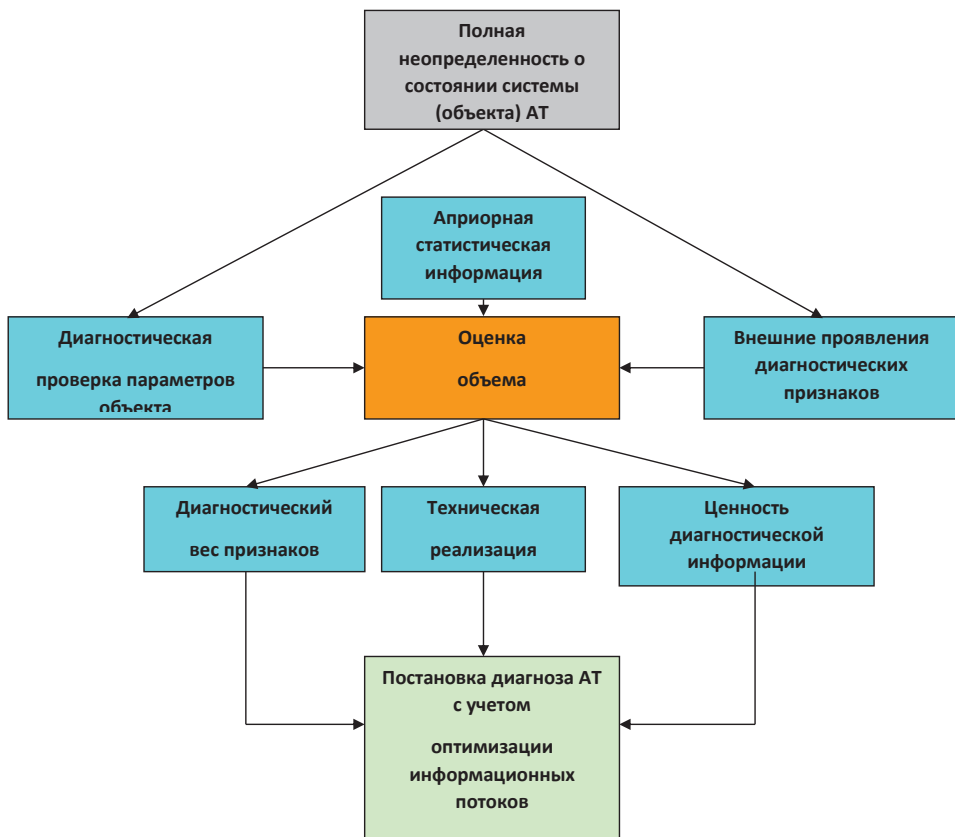 Полная
неопределенность о
состоянии системы
(объекта) АТ
Априорная
статистическая
информация
Диагностическая
проверка параметров
объекта
Оценка
объема
Внешние проявления
диагностических
признаков
Диагностический
вес признаков
Техническая
реализация
Ценность
диагностической
информации
Постановка диагноза АТ
с учетом
оптимизации
информационных
потоков